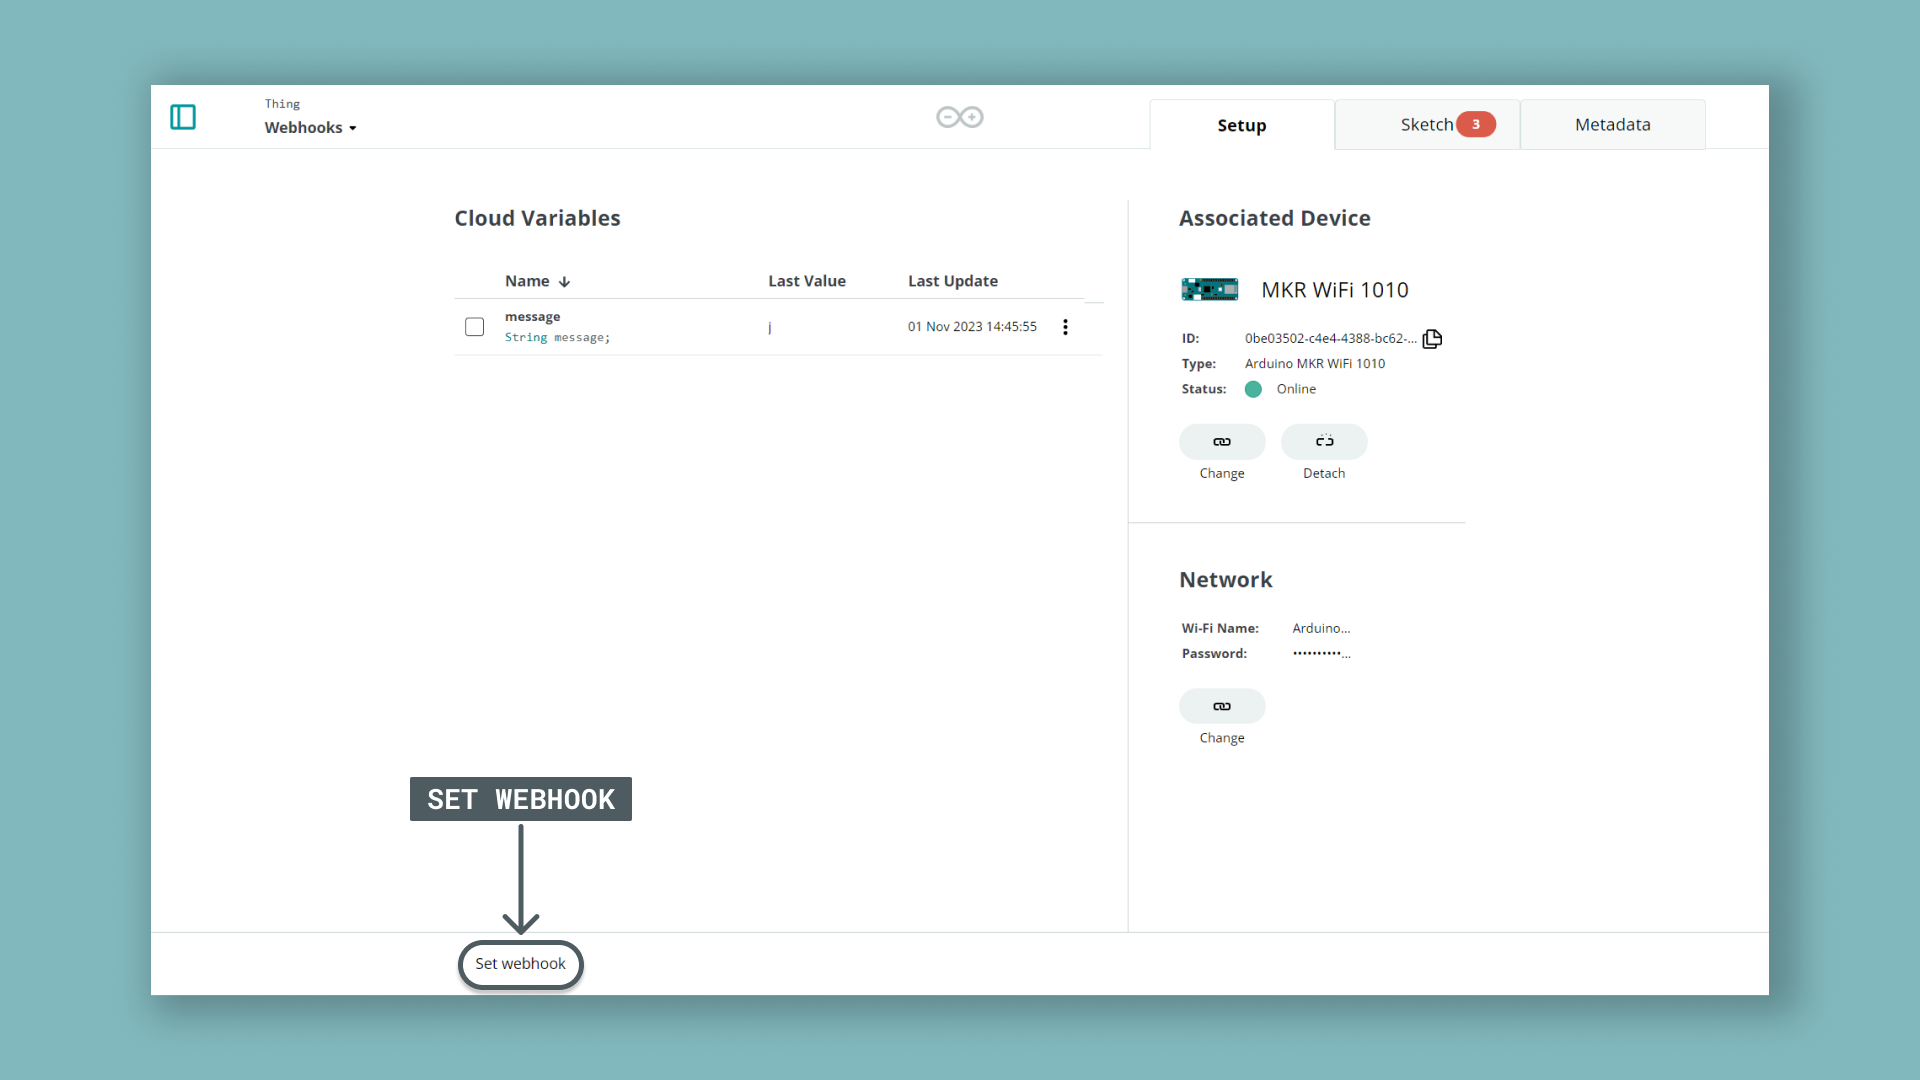 Thing
Webhooks
Setup
Sketch 3
Metadata
Cloud Variables
Name Last Value Last Update
message
String message;
j
01 Nov 2023 14:45:55
Associated Device
MKR WiFi 1010
ID: 0be03502-c4e4-4388-bc62-...
Type: Arduino MKR WiFi 1010
Status: Online
Change
Detach
Network
Wi-Fi Name: Arduino...
Password: ••••••••••...
Change
SET WEBHOOK
Set webhook